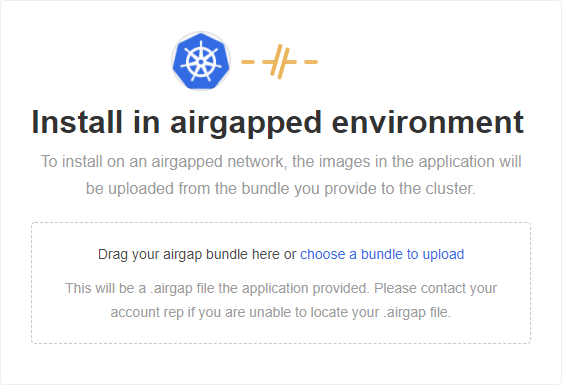 Install in airgapped environment
To install on an airgapped network, the images in the application will
be uploaded from the bundle you provide to the cluster.
Drag your airgap bundle here or choose a bundle to upload
This will be a .airgap file the application provided. Please contact your
account rep if you are unable to locate your .airgap file.